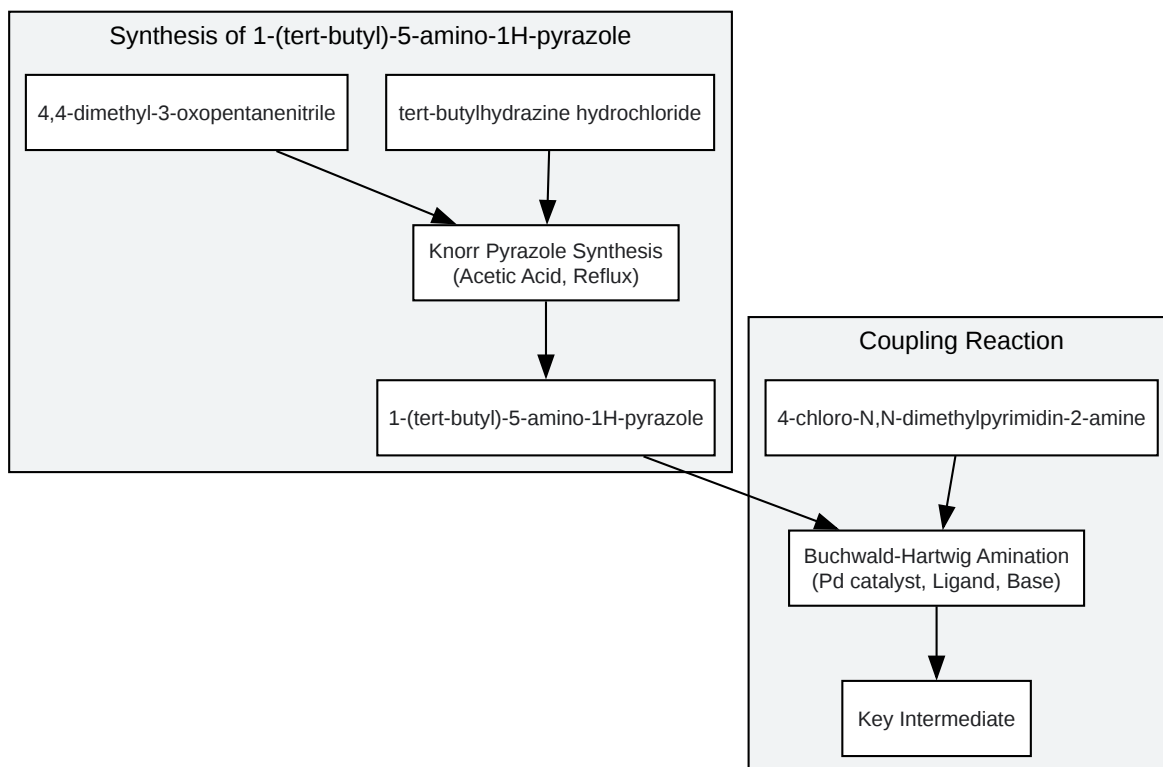 Synthesis of 1-(tert-butyl)-5-amino-1H-pyrazole
4,4-dimethyl-3-oxopentanenitrile
tert-butylhydrazine hydrochloride
Knorr Pyrazole Synthesis
(Acetic Acid, Reflux)
1-(tert-butyl)-5-amino-1H-pyrazole
Coupling Reaction
4-chloro-N,N-dimethylpyrimidin-2-amine
Buchwald-Hartwig Amination
(Pd catalyst, Ligand, Base)
Key Intermediate